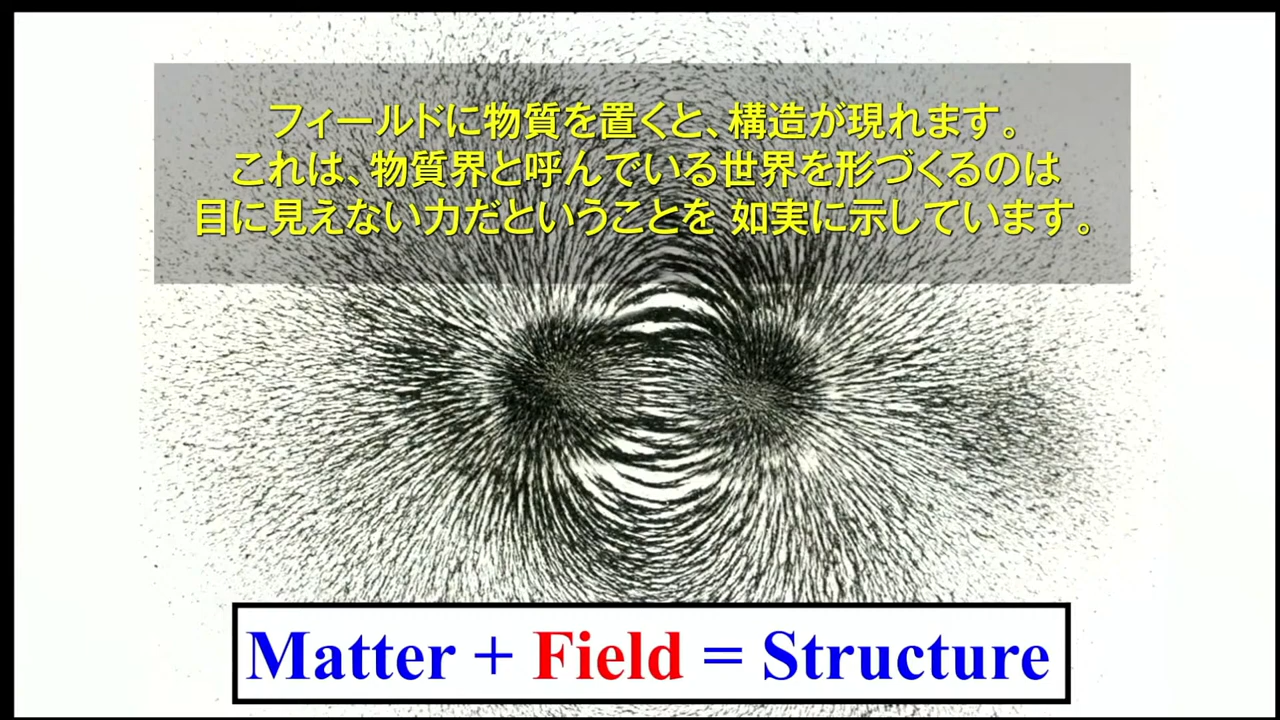 フィールドに物質を置くと、構造が現れます。
これは、物質界と呼んでいる世界を形づくるのは
目に見えない力だということを 如実に示しています。
Matter + Field = Structure